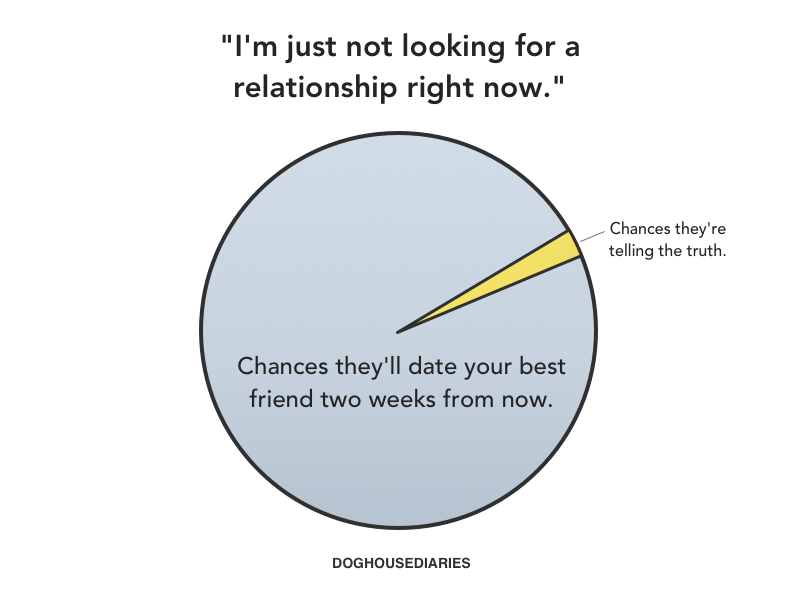 "I'm just not looking for a
relationship right now."
Chances they're
telling the truth.
Chances they'll date your best
friend two weeks from now.
DOGHOUSEDIARIES